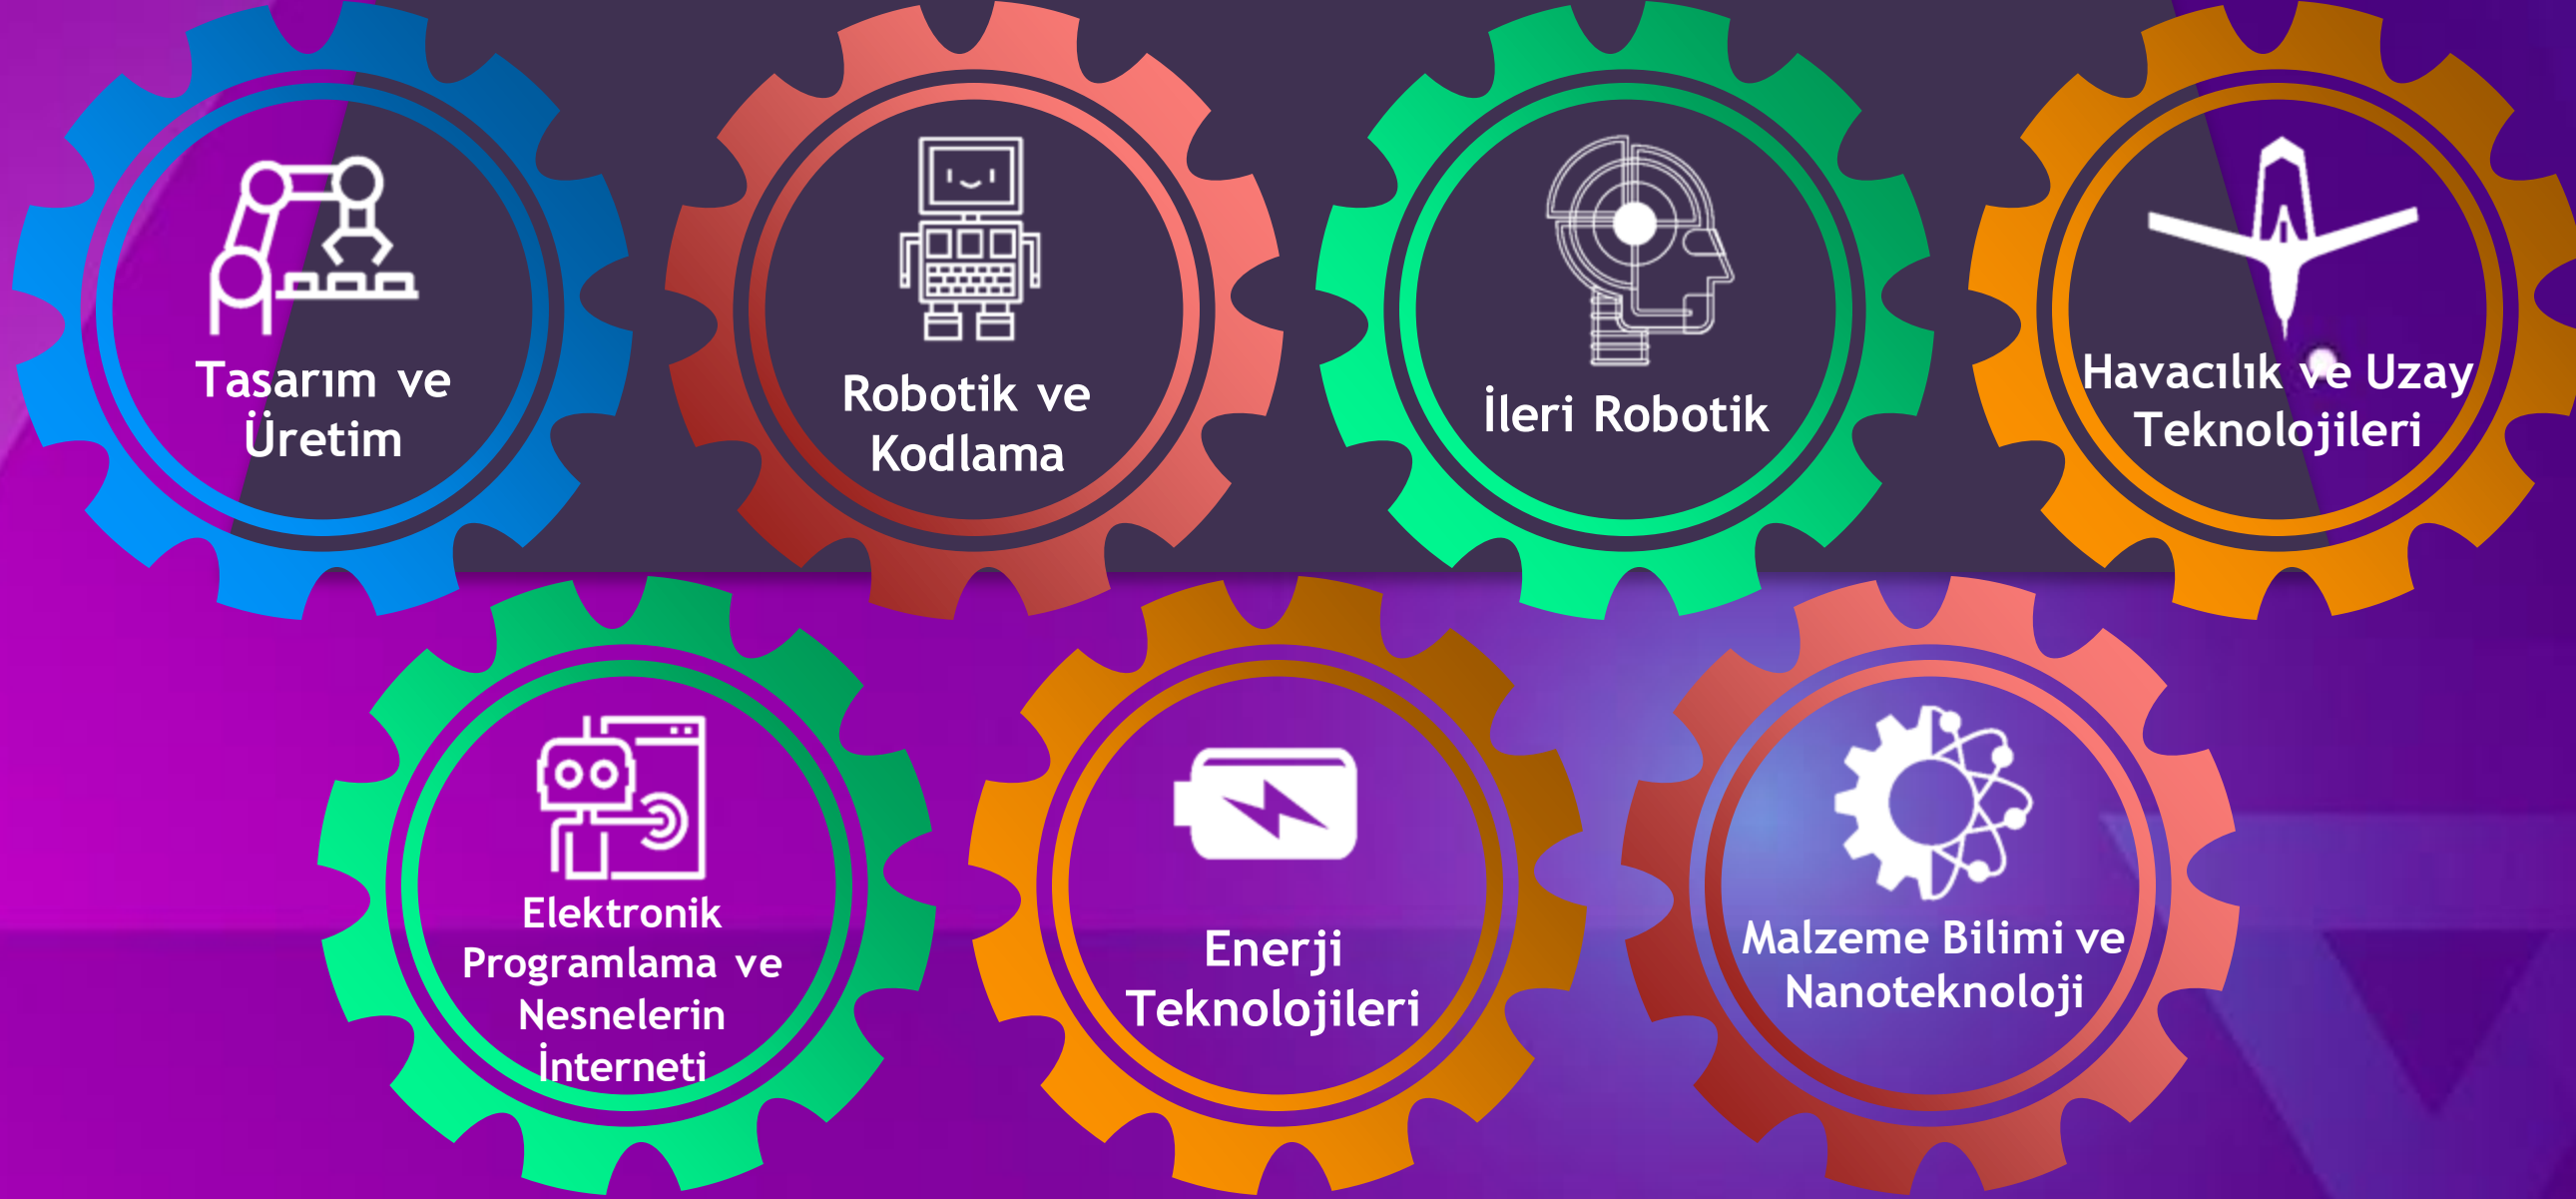 Tasarım ve
Üretim
Robotik ve
Kodlama
İleri Robotik
Havacılık ve Uzay
Teknolojileri
Elektronik
Programlama ve
Nesnelerin
İnterneti
Enerji
Teknolojileri
Malzeme Bilimi ve
Nanoteknoloji